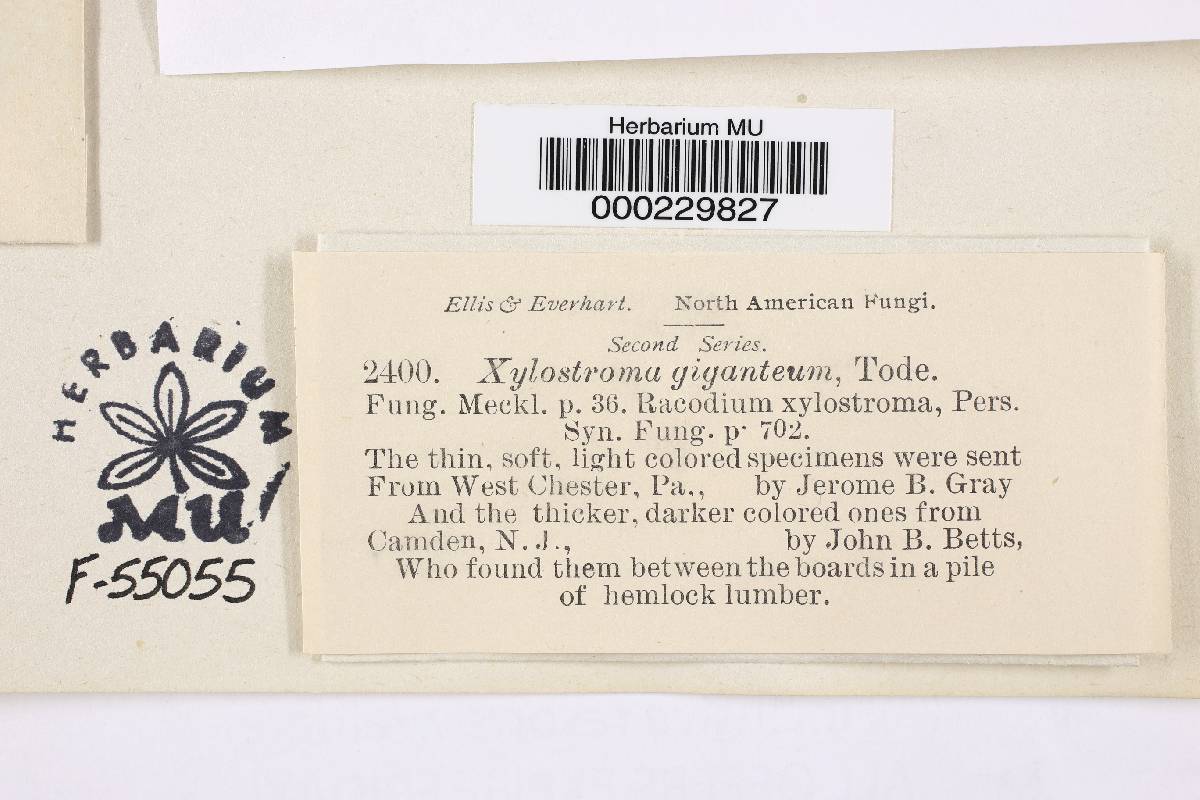 Herbarium MU
000229827
Ellis & Everhart. North American Fungi.
Second Series.
2400. Xylostroma giganteum, Tode.
Fung. Meckl. p. 36. Racodium xylostroma, Pers.
Syn. Fung. p. 702.
The thin, soft, light colored specimens were sent
From West Chester, Pa., by Jerome B. Gray
And the thicker, darker colored ones from
Camden, N. J., by John B. Betts,
Who found them between the boards in a pile
of hemlock lumber.
HERBARIUM
MU
F-55055